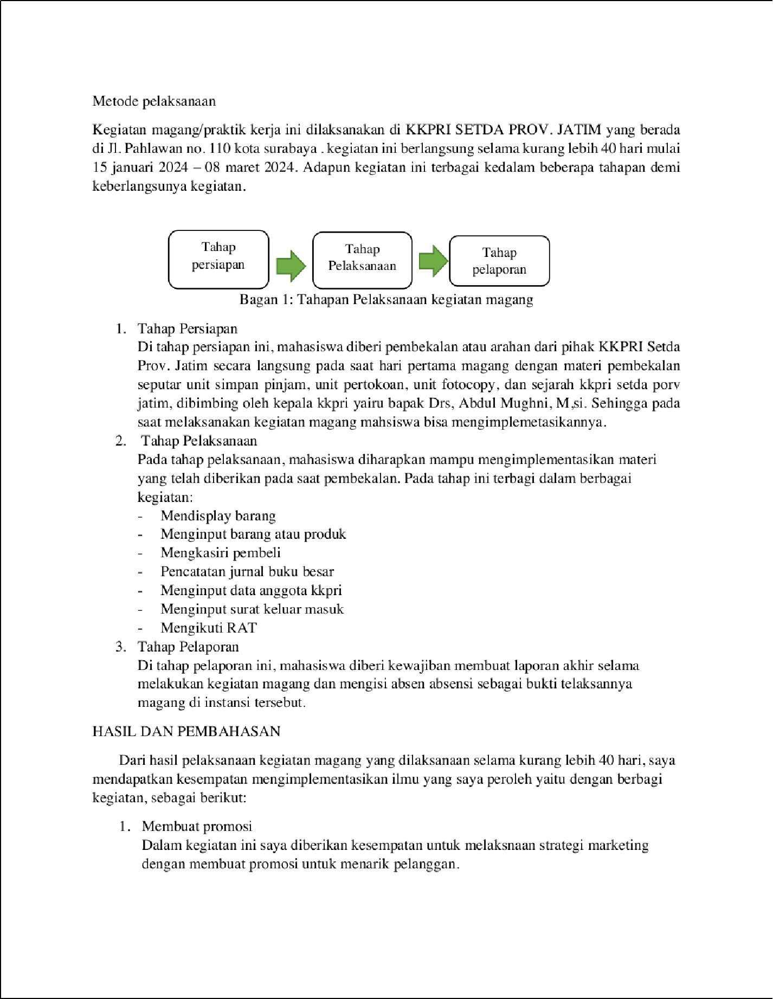 Metode pelaksanaan
Kegiatan magang/praktik kerja ini dilaksanakan di KKPRI SETDA PROV. JATIM yang berada
di Jl. Pahlawan no. 110 kota surabaya . kegiatan ini berlangsung selama kurang lebih 40 hari mulai
15 januari 2024 – 08 maret 2024. Adapun kegiatan ini terbagai kedalam beberapa tahapan demi
keberlangsunya kegiatan.
Tahap
persiapan
Tahap
Pelaksanaan
Tahap
pelaporan
Bagan 1: Tahapan Pelaksanaan kegiatan magang
1. Tahap Persiapan
Di tahap persiapan ini, mahasiswa diberi pembekalan atau arahan dari pihak KKPRI Setda
Prov. Jatim secara langsung pada saat hari pertama magang dengan materi pembekalan
seputar unit simpan pinjam, unit pertokoan, unit fotocopy, dan sejarah kkpri setda porv
jatim, dibimbing oleh kepala kkpri yairu bapak Drs, Abdul Mughni, M,si. Sehingga pada
saat melaksanakan kegiatan magang mahsiswa bisa mengimplemetasikannya.
2. Tahap Pelaksanaan
Pada tahap pelaksanaan, mahasiswa diharapkan mampu mengimplementasikan materi
yang telah diberikan pada saat pembekalan. Pada tahap ini terbagi dalam berbagai
kegiatan:
- Mendisplay barang
- Menginput barang atau produk
- Mengkasiri pembeli
- Pencatatan jurnal buku besar
- Menginput data anggota kkpri
- Menginput surat keluar masuk
- Mengikuti RAT
3. Tahap Pelaporan
Di tahap pelaporan ini, mahasiswa diberi kewajiban membuat laporan akhir selama
melakukan kegiatan magang dan mengisi absen absensi sebagai bukti telaksannya
magang di instansi tersebut.
HASIL DAN PEMBAHASAN
Dari hasil pelaksanaan kegiatan magang yang dilaksanaan selama kurang lebih 40 hari, saya
mendapatkan kesempatan mengimplementasikan ilmu yang saya peroleh yaitu dengan berbagi
kegiatan, sebagai berikut:
1. Membuat promosi
Dalam kegiatan ini saya diberikan kesempatan untuk melaksnaan strategi marketing
dengan membuat promosi untuk menarik pelanggan.